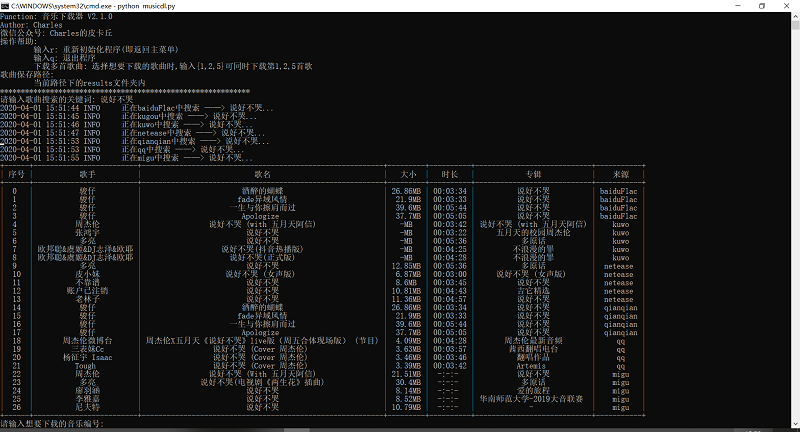 C:\WINDOWS\system32\cmd.exe - python musicdl.py
Function: 音乐下载器 V2.1.0
Author: Charles
微信公众号: Charles的皮卡丘
操作帮助:
输入r: 重新初始化程序(即返回主菜单)
输入q: 退出程序
下载多首歌曲: 选择想要下载的歌曲时,输入{1,2,5}可同时下载第1,2,5首歌
歌曲保存路径:
当前路径下的results文件夹内
请输入歌曲搜索的关键词: 说好不哭
2020-04-01 15:51:44 INFO 正在baiduFlac中搜索 ——> 说好不哭...
2020-04-01 15:51:45 INFO 正在kugou中搜索 ——> 说好不哭...
2020-04-01 15:51:46 INFO 正在kuwo中搜索 ——> 说好不哭...
2020-04-01 15:51:47 INFO 正在netease中搜索 ——> 说好不哭...
2020-04-01 15:51:53 INFO 正在qianqian中搜索 ——> 说好不哭...
2020-04-01 15:51:53 INFO 正在qq中搜索 ——> 说好不哭...
2020-04-01 15:51:55 INFO 正在migu中搜索 ——> 说好不哭...
序号 歌手 歌名 大小 时长 专辑 来源
0 骏仔 酒醉的蝴蝶 26.86MB 00:03:34 说好不哭 baiduFlac
1 骏仔 fade异域风情 21.9MB 00:03:33 说好不哭 baiduFlac
2 骏仔 一生与你擦肩而过 39.6MB 00:05:44 说好不哭 baiduFlac
3 骏仔 Apologize 37.7MB 00:05:05 说好不哭 baiduFlac
4 周杰伦 说好不哭 (with 五月天阿信) -MB 00:03:42 说好不哭 (with 五月天阿信) kuwo
5 张鸿宇 说好不哭 -MB 00:03:22 五月天的校园周杰伦 kuwo
6 多亮 说好不哭 -MB 00:05:36 多原话 kuwo
7 欧邦聪&虞姬&DJ志泽&欧耶 说好不哭(抖音热播版) -MB 00:04:25 不浪漫的罪 kuwo
8 欧邦聪&虞姬&DJ志泽&欧耶 说好不哭(正式版) -MB 00:04:28 不浪漫的罪 kuwo
9 多亮 说好不哭 12.85MB 00:05:36 多原话 netease
10 皮小妹 说好不哭 (女声版) 6.87MB 00:03:00 说好不哭 (女声版) netease
11 不靠谱 说好不哭 8.6MB 00:03:45 说好不哭 netease
12 账户已注销 说好不哭 10.81MB 00:04:43 吉它精选 netease
13 老林子 说好不哭 11.36MB 00:04:57 说好不哭 netease
14 骏仔 酒醉的蝴蝶 26.86MB 00:03:34 说好不哭 qianqian
15 骏仔 fade异域风情 21.9MB 00:03:33 说好不哭 qianqian
16 骏仔 一生与你擦肩而过 39.6MB 00:05:44 说好不哭 qianqian
17 骏仔 Apologize 37.7MB 00:05:05 说好不哭 qianqian
18 周杰伦微博台 周杰伦X五月天《说好不哭》live版（周五合体现场版） (节目) 4.09MB 00:04:28 周杰伦最新音频 qq
19 三表妹Cc 说好不哭 (Cover 周杰伦) 3.63MB 00:03:57 茜西翻唱电台 qq
20 杨征宇 Isaac 说好不哭 (Cover 周杰伦) 3.46MB 00:03:46 翻唱作品 qq
21 Tough 说好不哭 (Cover 周杰伦) 3.39MB 00:03:42 Artemis qq
22 周杰伦 说好不哭 (With 五月天阿信) 21.51MB -:-:- 说好不哭 migu
23 多亮 说好不哭(电视剧《两生花》插曲) 30.4MB -:-:- 多原话 migu
24 廖羽涵 说好不哭 8.14MB -:-:- 爱的旅程 migu
25 李雅嘉 说好不哭 8.52MB -:-:- 华南师范大学-2019大音联赛 migu
26 尼天特 说好不哭 10.79MB -:-:- - migu
请输入想要下载的音乐编号: